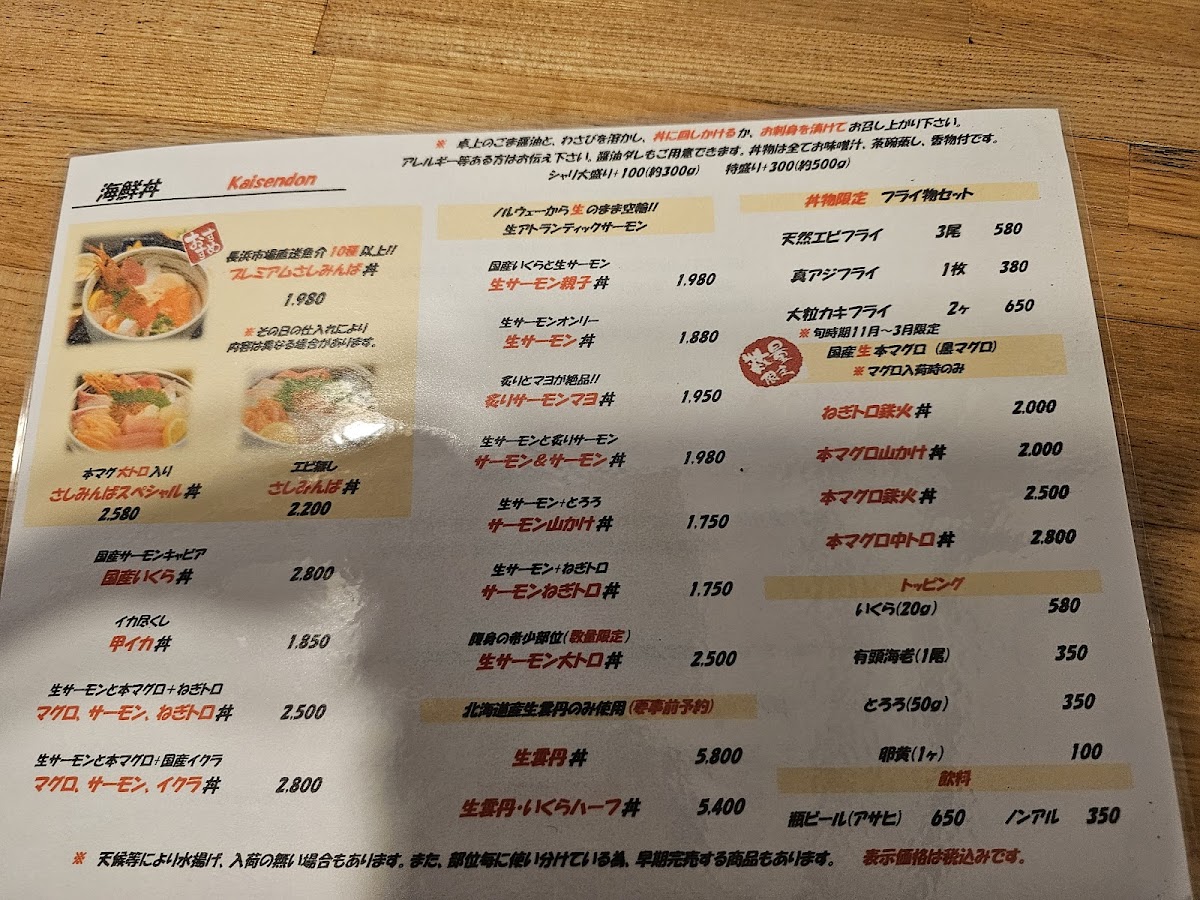 ※ 卓上のごま醤油と、わさびを溶かし、丼に回しかけるか、お刺身を漬けてお召し上がり下さい。
アレルギー等ある方はお伝え下さい。醤油ダレもご用意できます。丼物は全てお味噌汁、茶碗蒸し、香物付です。
シャリ大盛り+100(約300g) 特盛り+300(約500g)
海鮮丼 Kaisendon
おすすめ
長浜市場直送魚介10種以上!!
プレミアムさしみんぱ丼
1.980
※ その日の仕入れにより
内容は異なる場合があります。
本マグ大トロ入り
さしみんぱスペシャル丼
2.580
エビ無し
さしみんぱ丼
2.200
国産サーモンキャビア
国産いくら丼 2.800
イカ尽くし
甲イカ丼 1.850
生サーモンと本マグロ+ねぎトロ
マグロ、サーモン、ねぎトロ丼 2.500
生サーモンと本マグロ+国産イクラ
マグロ、サーモン、イクラ丼 2.800
ノルウェーから生のまま空輸!!
生アトランティックサーモン
国産いくらと生サーモン
生サーモン親子丼 1.980
生サーモンオンリー
生サーモン丼 1.880
炙りとマヨが絶品!!
炙りサーモンマヨ丼 1.950
生サーモンと炙りサーモン
サーモン&サーモン丼 1.980
生サーモン+とろろ
サーモン山かけ丼 1.750
生サーモン+ねぎトロ
サーモンねぎトロ丼 1.750
腹身の希少部位(数量限定)
生サーモン大トロ丼 2.500
北海道産生雲丹のみ使用(要事前予約)
生雲丹丼 5.800
生雲丹・いくらハーフ丼 5.400
丼物限定 フライ物セット
天然エビフライ 3尾 580
真アジフライ 1枚 380
大粒カキフライ 2ヶ 650
※ 旬時期11月～3月限定
数量限定
国産生本マグロ(黒マグロ)
※ マグロ入荷時のみ
ねぎトロ鉄火丼 2.000
本マグロ山かけ丼 2.000
本マグロ鉄火丼 2.500
本マグロ中トロ丼 2.800
トッピング
いくら(20g) 580
有頭海老(1尾) 350
とろろ(50g) 350
卵黄(1ヶ) 100
飲料
瓶ビール(アサヒ) 650 ノンアル 350
※ 天候等により水揚げ、入荷の無い場合もあります。また、部位毎に使い分けている為、早期完売する商品もあります。 表示価格は税込みです。